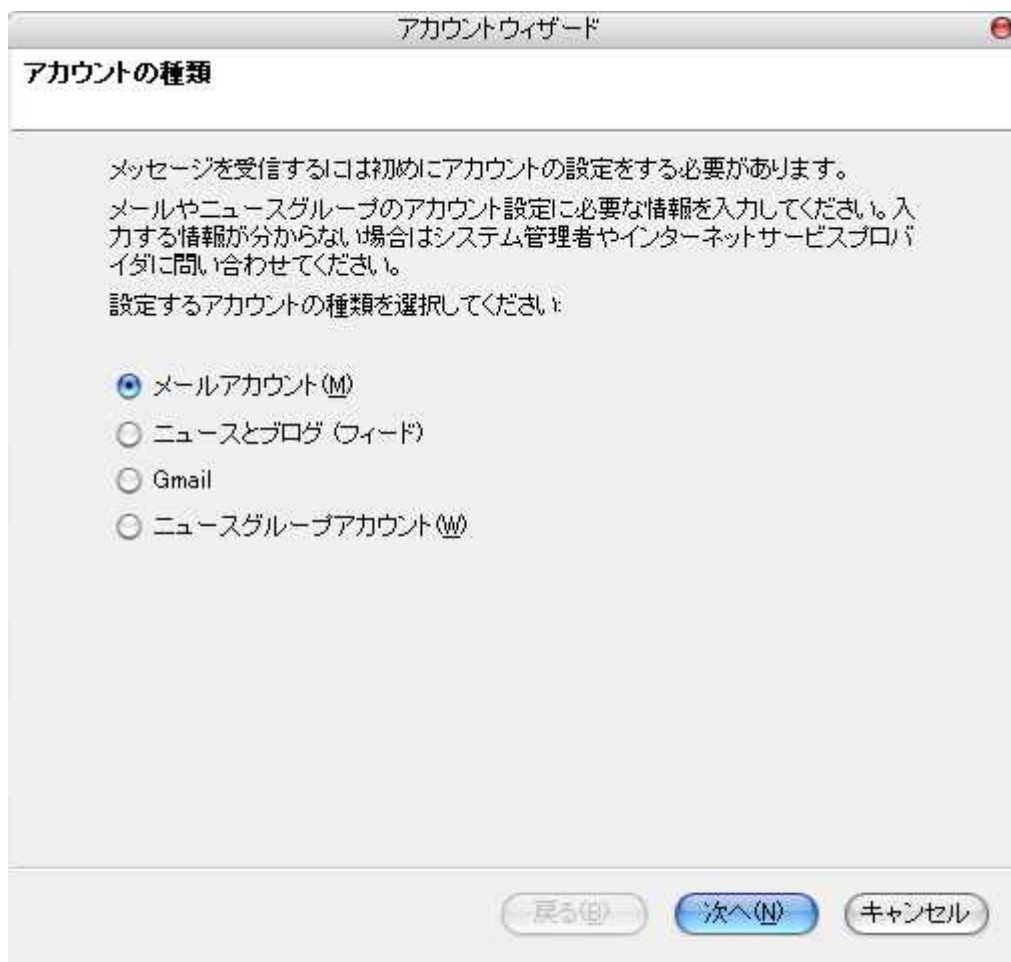 アカウントウィザード
アカウントの種類
メッセージを受信するには初めにアカウントの設定をする必要があります。
メールやニュースグループのアカウント設定に必要な情報を入力してください。入
力する情報が分からない場合はシステム管理者やインターネットサービスプロバ
イダに問い合わせてください。
設定するアカウントの種類を選択してください:
メールアカウント(M)
ニュースとブログ (フィード)
Gmail
ニュースグループアカウント(W)
戻る(B)
次へ(N)
キャンセル